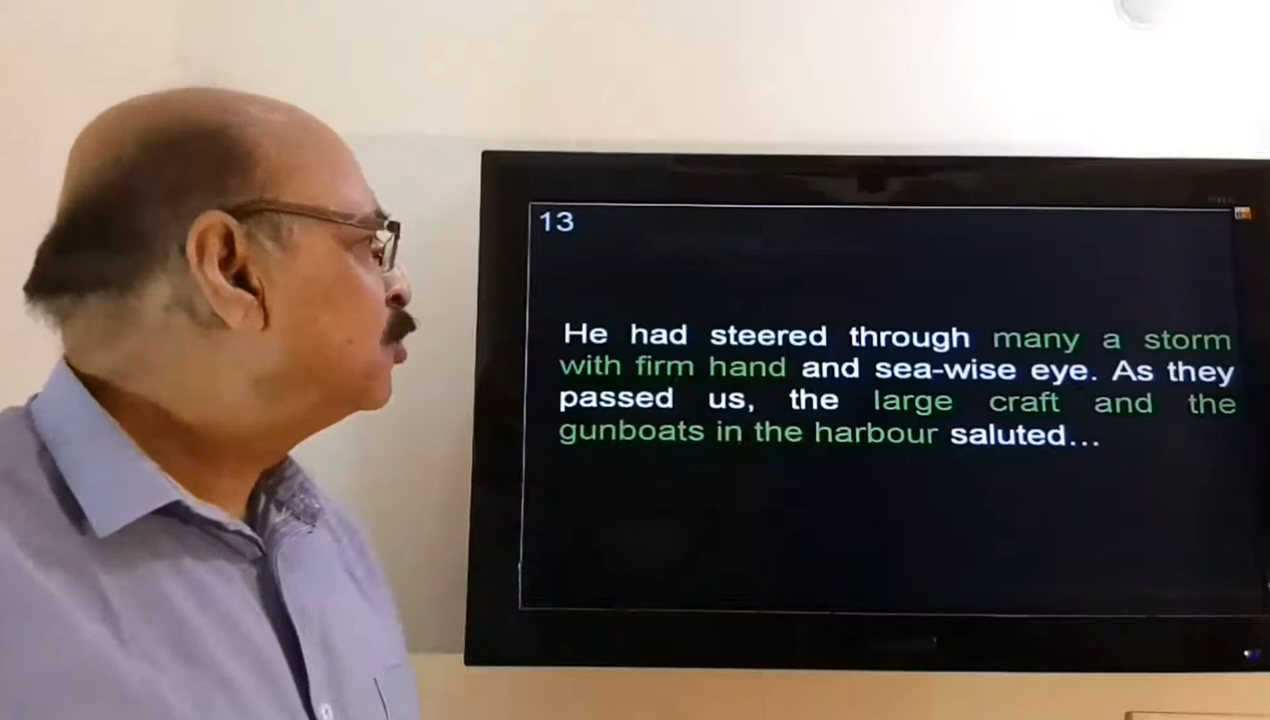 13
He had steered through many a storm
with firm hand and sea-wise eye. As they
passed us, the large craft and the
gunboats in the harbour saluted...